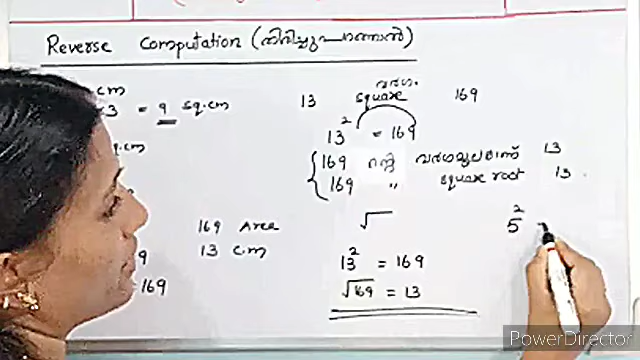 Reverse Computation (തിരിച്ചുപറഞ്ഞാൽ)
cm
×3 = 9 sq.cm
q.cm
വർഗം
13 square 169
13² = 169
169 ന്റെ വർഗമൂലമാണ് 13
169 〃 square root 13
169 Area
13 c.m
√
13² = 169
√169 = 13
5²
9
169
PowerDirector